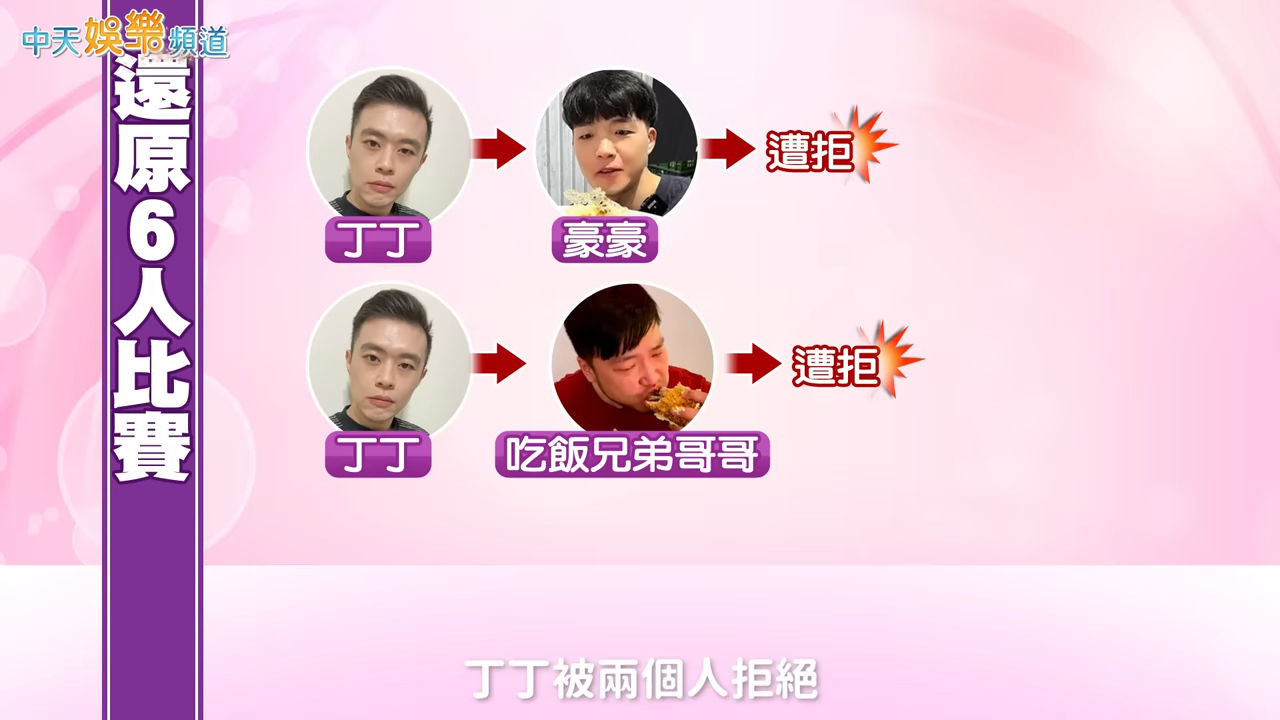 中天娛樂頻道
還原6人比賽
丁丁
豪豪
遭拒
丁丁
吃飯兄弟哥哥
遭拒
丁丁被兩個人拒絕